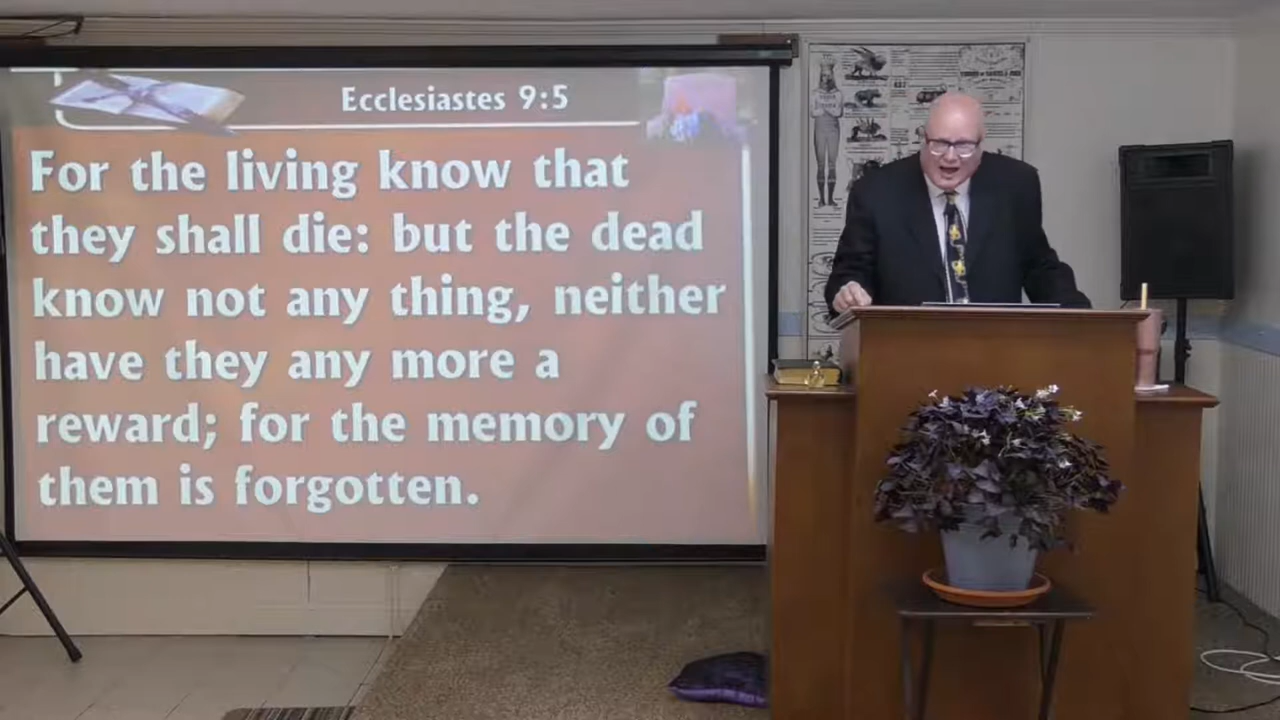 Ecclesiastes 9:5
For the living know that
they shall die: but the dead
know not any thing, neither
have they any more a
reward; for the memory of
them is forgotten.